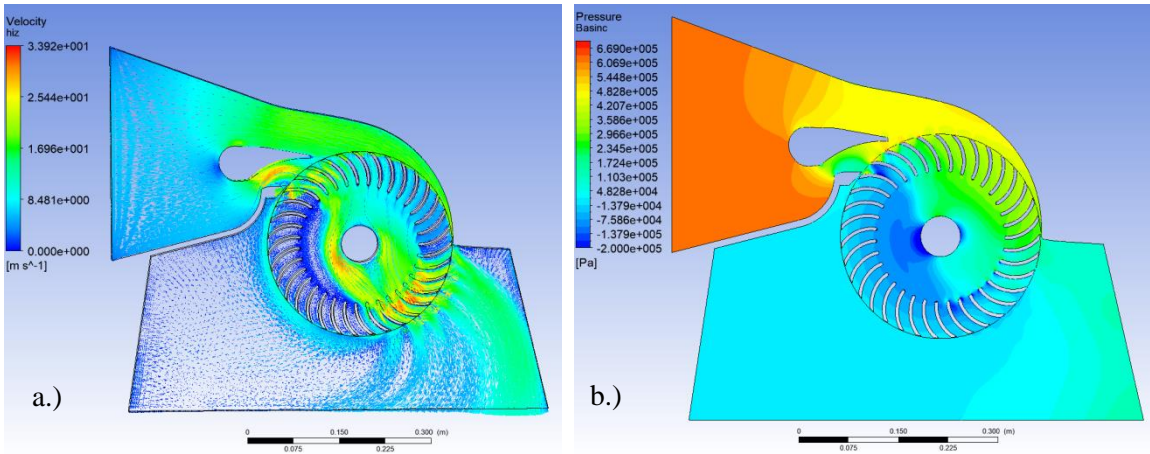 Velocity
hiz
3.392e+001
2.544e+001
1.696e+001
8.481e+000
0.000e+000
[m s^-1]
a.)
0 0.150 0.300 (m)
0.075 0.225
Pressure
Basinc
6.690e+005
6.069e+005
5.448e+005
4.828e+005
4.207e+005
3.586e+005
2.966e+005
2.345e+005
1.724e+005
1.103e+005
4.828e+004
-1.379e+004
-7.586e+004
-1.379e+005
-2.000e+005
[Pa]
b.)
0 0.150 0.300 (m)
0.075 0.225